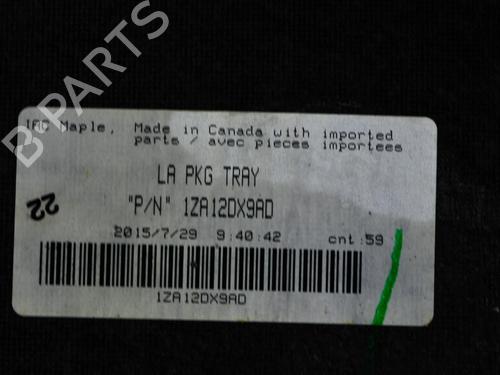 B-PARTS
IAC Maple, Made in Canada with imported
parts / avec pieces importees
LA PKG TRAY
"P/N" 1ZA12DX9AD
22
2015/7/29 9:40:42 cnt:59
1ZA12DX9AD